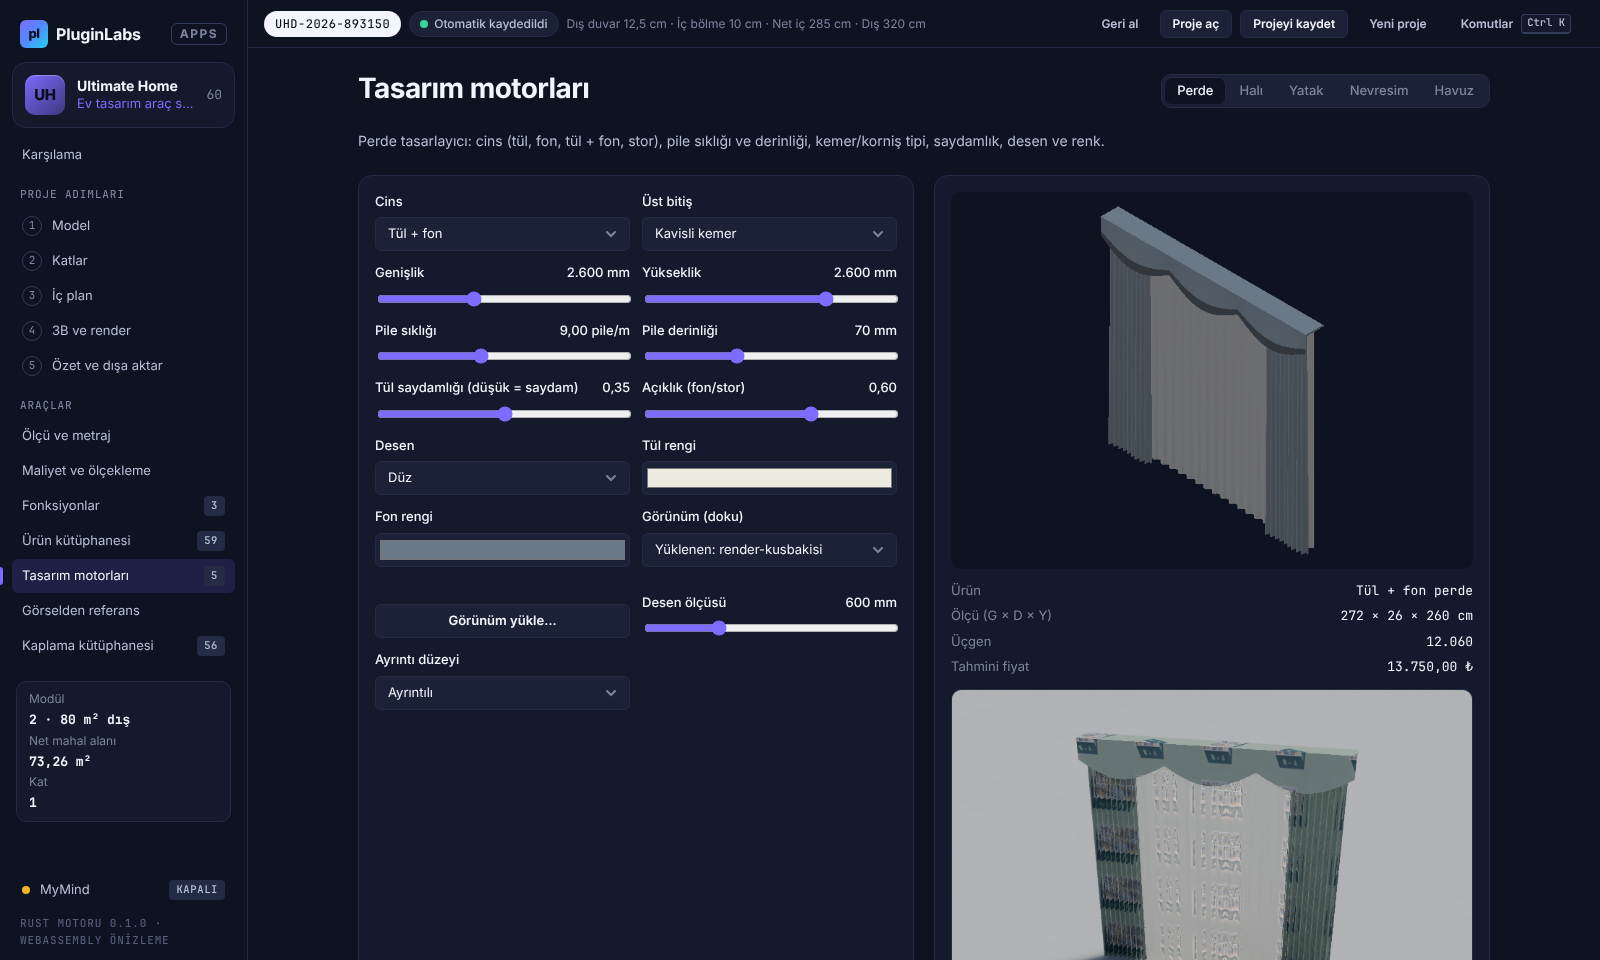 pl PluginLabs APPS
UH Ultimate Home
Ev tasarım araç s... 60
Karşılama
PROJE ADIMLARI
1 Model
2 Katlar
3 İç plan
4 3B ve render
5 Özet ve dışa aktar
ARAÇLAR
Ölçü ve metraj
Maliyet ve ölçekleme
Fonksiyonlar 3
Ürün kütüphanesi 59
Tasarım motorları 5
Görselden referans
Kaplama kütüphanesi 56
Modül
2 · 80 m² dış
Net mahal alanı
73,26 m²
Kat
1
MyMind KAPALI
RUST MOTORU 0.1.0 ·
WEBASSEMBLY ÖNİZLEME
UHD-2026-893150 Otomatik kaydedildi Dış duvar 12,5 cm · İç bölme 10 cm · Net iç 285 cm · Dış 320 cm Geri al Proje aç Projeyi kaydet Yeni proje Komutlar Ctrl K
Tasarım motorları
Perde Halı Yatak Nevresim Havuz
Perde tasarlayıcı: cins (tül, fon, tül + fon, stor), pile sıklığı ve derinliği, kemer/korniş tipi, saydamlık, desen ve renk.
Cins Üst bitiş
Tül + fon Kavisli kemer
Genişlik 2.600 mm Yükseklik 2.600 mm
Pile sıklığı 9,00 pile/m Pile derinliği 70 mm
Tül saydamlığı (düşük = saydam) 0,35 Açıklık (fon/stor) 0,60
Desen Tül rengi
Düz
Fon rengi Görünüm (doku)
Yüklenen: render-kusbakisi
Görünüm yükle... Desen ölçüsü 600 mm
Ayrıntı düzeyi
Ayrıntılı
Ürün Tül + fon perde
Ölçü (G × D × Y) 272 × 26 × 260 cm
Üçgen 12.060
Tahmini fiyat 13.750,00 ₺